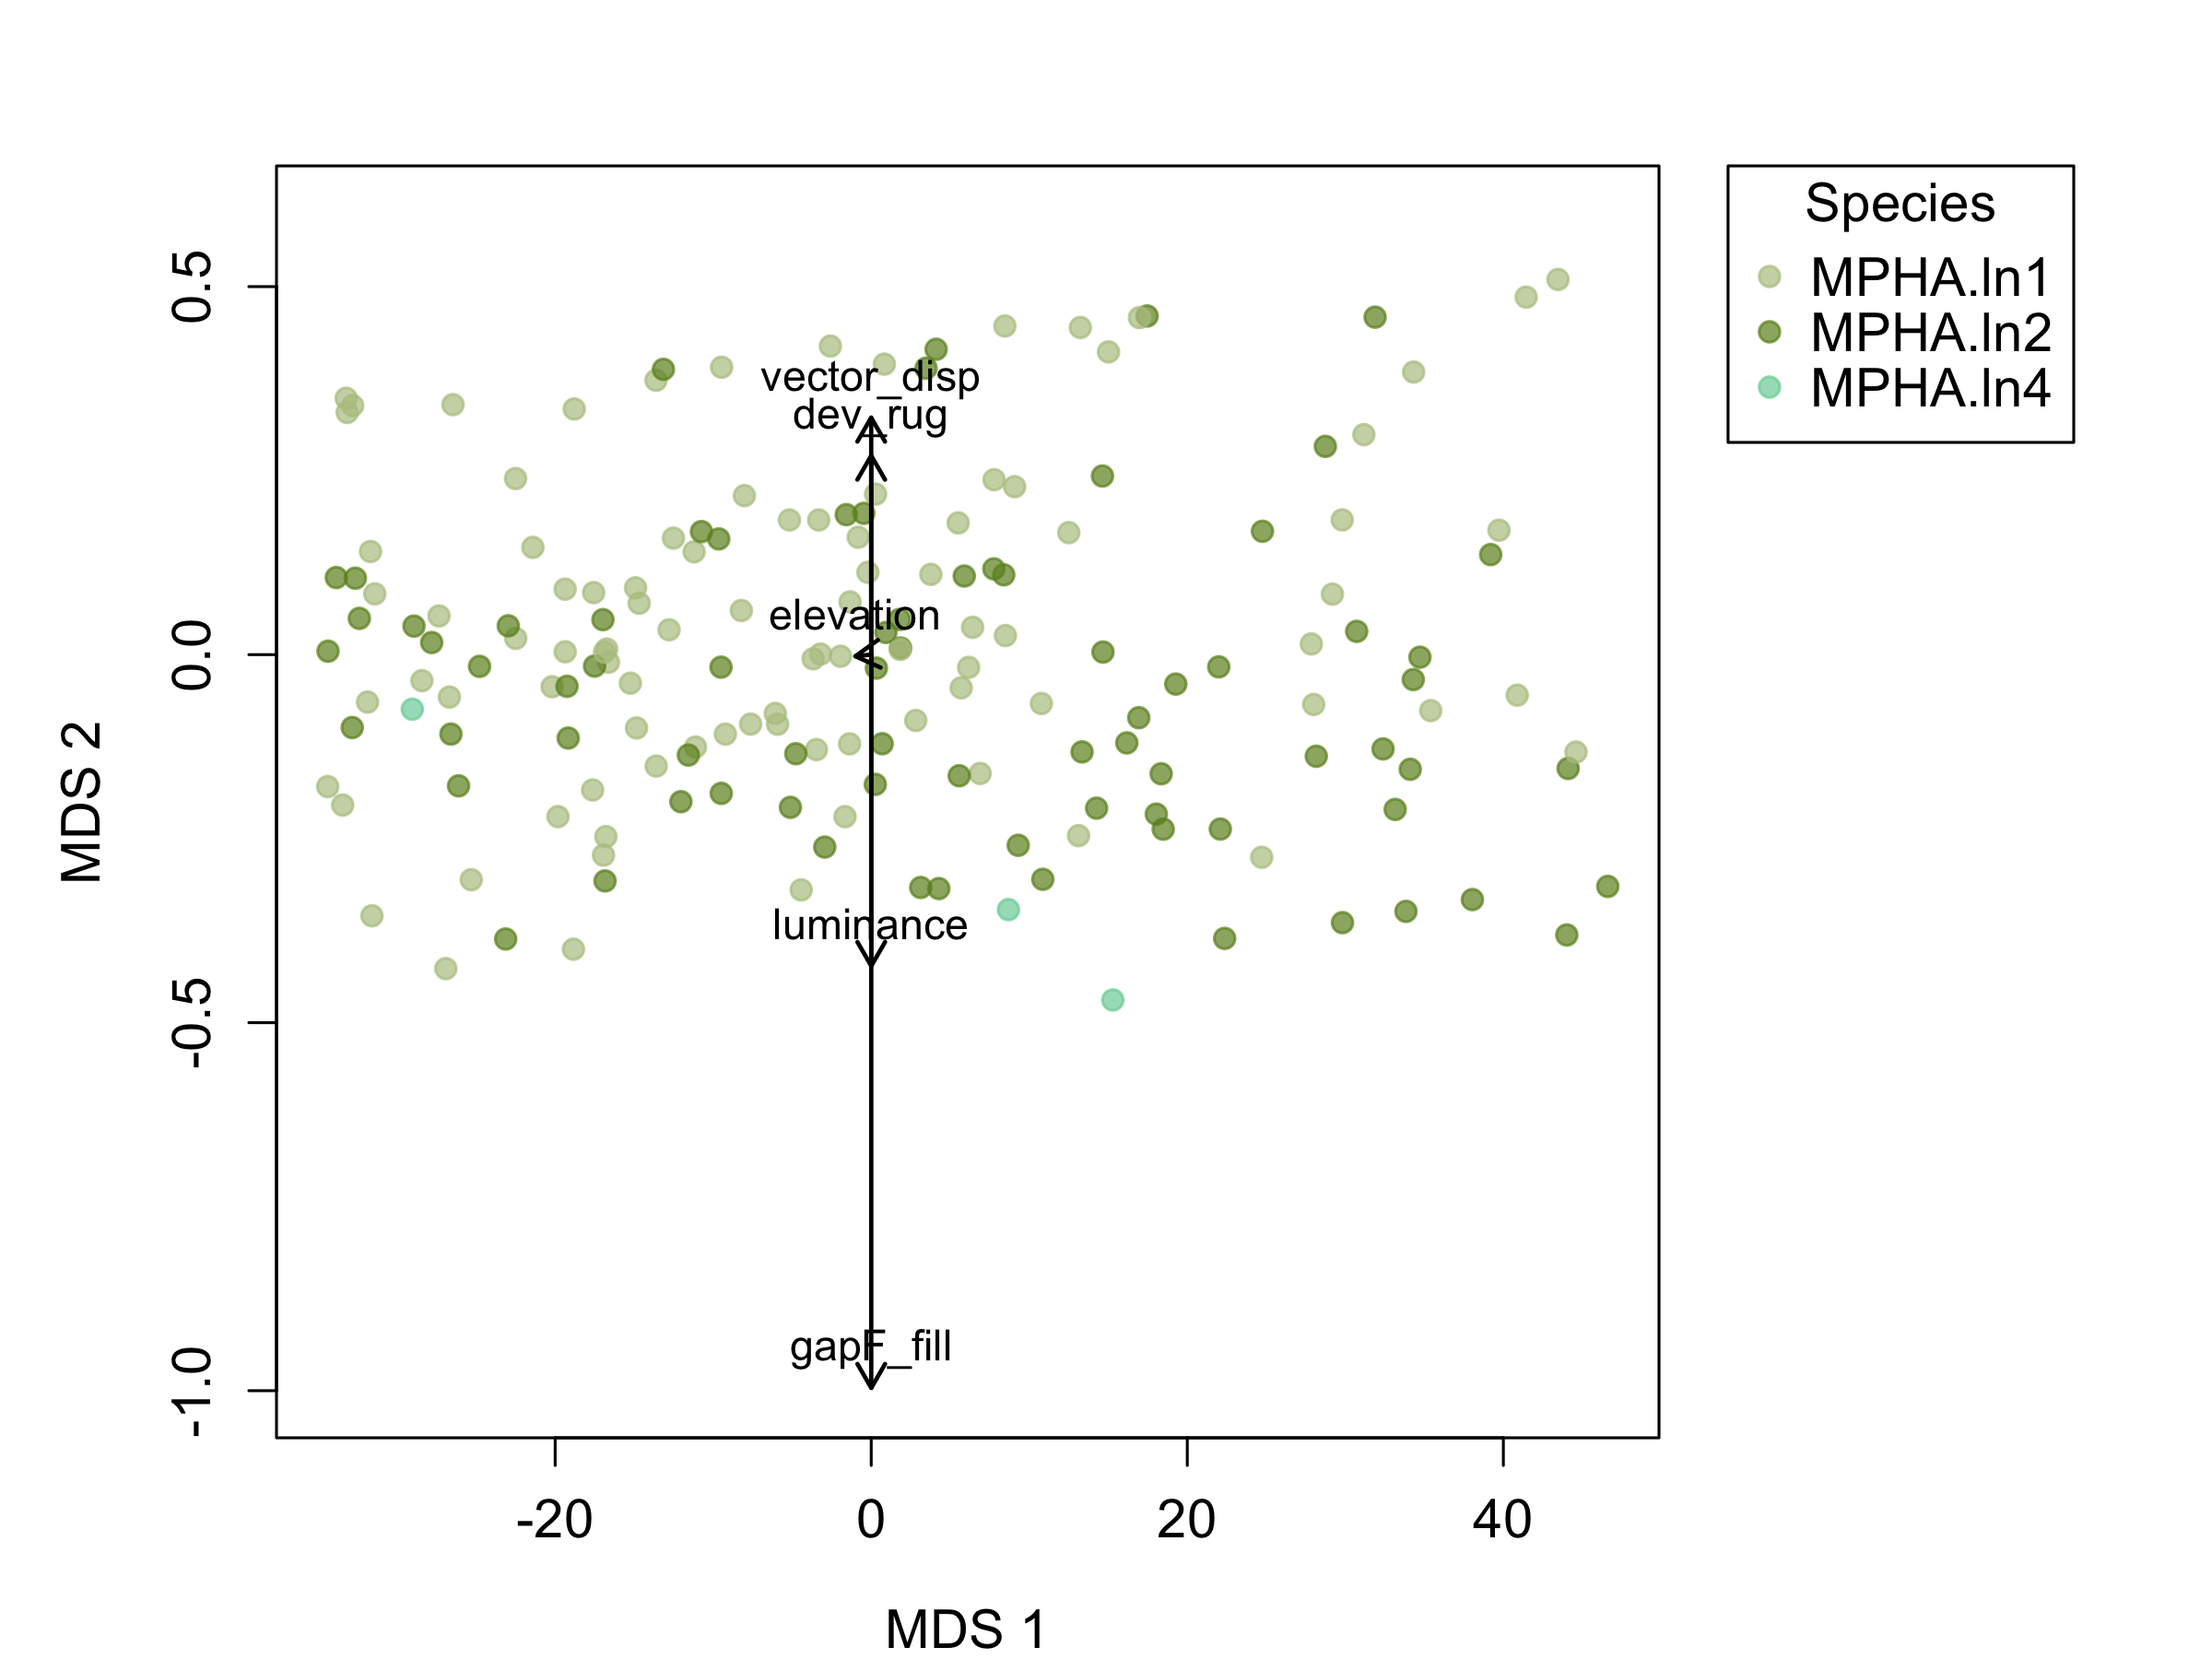 Species
MPHA.ln1
MPHA.ln2
MPHA.ln4
vector_disp
dev_rug
elevation
luminance
gapF_fill
0.5
0.0
-0.5
-1.0
MDS 2
-20 0 20 40
MDS 1